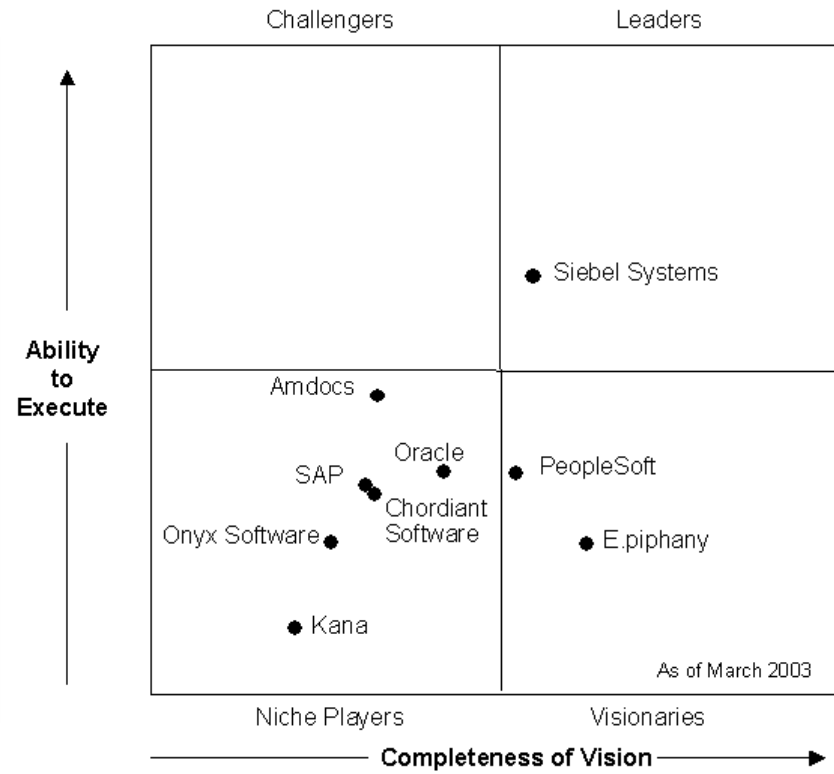 Challengers
Leaders
Siebel Systems
Ability
to
Execute
Amdocs
Oracle
SAP
PeopleSoft
Chordiant
Software
Onyx Software
E.piphany
Kana
As of March 2003
Niche Players
Visionaries
Completeness of Vision